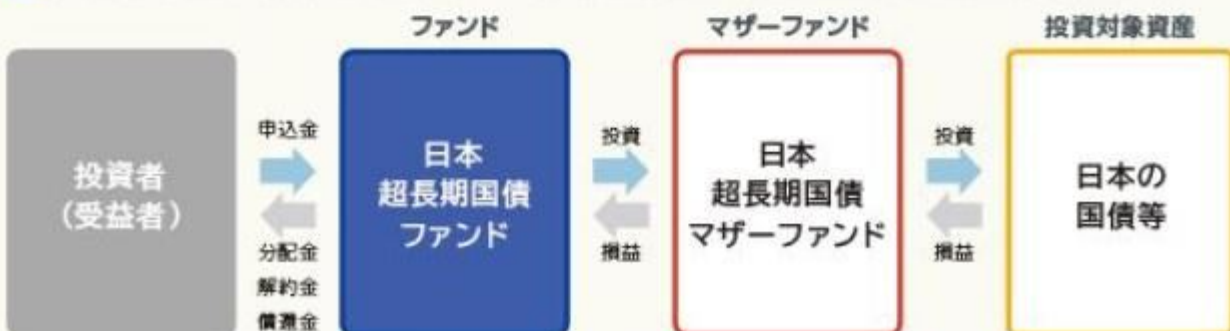 ファンド
マザーファンド
投資対象資産
投資者
（受益者）
申込金
分配金
解約金
償還金
日本
超長期国債
ファンド
投資
損益
日本
超長期国債
マザーファンド
投資
損益
日本の
国債等